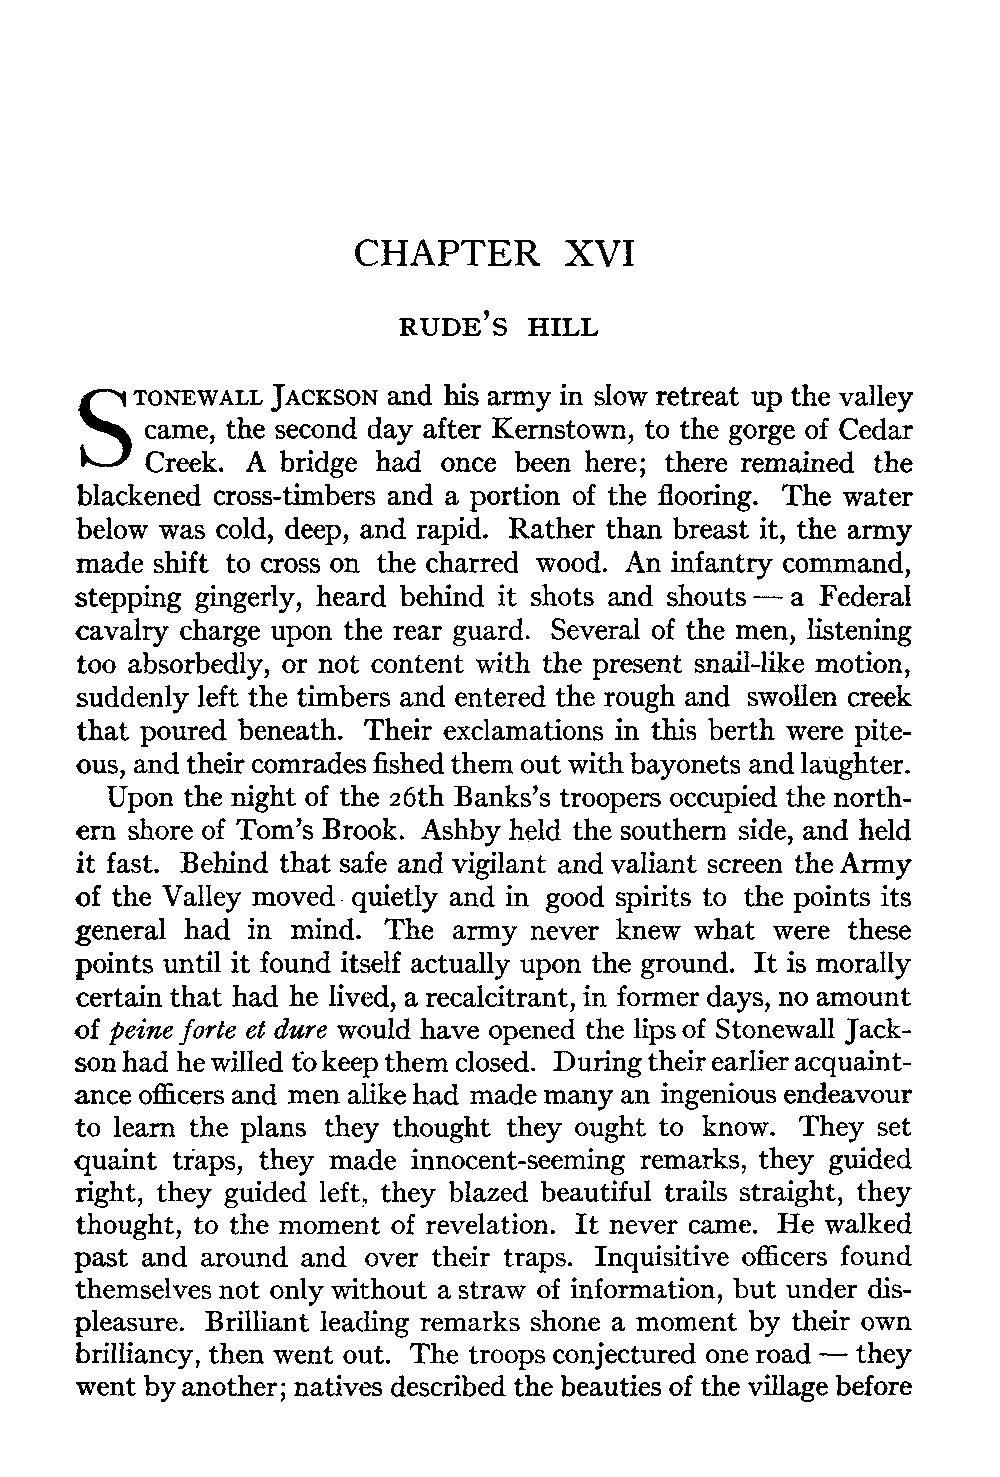 CHAPTER XVI
RUDE'S HILL
STONEWALL JACKSON and his army in slow retreat up the valley
came, the second day after Kernstown, to the gorge of Cedar
Creek. A bridge had once been here; there remained the
blackened cross-timbers and a portion of the flooring. The water
below was cold, deep, and rapid. Rather than breast it, the army
made shift to cross on the charred wood. An infantry command,
stepping gingerly, heard behind it shots and shouts — a Federal
cavalry charge upon the rear guard. Several of the men, listening
too absorbedly, or not content with the present snail-like motion,
suddenly left the timbers and entered the rough and swollen creek
that poured beneath. Their exclamations in this berth were pite-
ous, and their comrades fished them out with bayonets and laughter.
Upon the night of the 26th Banks's troopers occupied the north-
ern shore of Tom's Brook. Ashby held the southern side, and held
it fast. Behind that safe and vigilant and valiant screen the Army
of the Valley moved quietly and in good spirits to the points its
general had in mind. The army never knew what were these
points until it found itself actually upon the ground. It is morally
certain that had he lived, a recalcitrant, in former days, no amount
of peine forte et dure would have opened the lips of Stonewall Jack-
son had he willed to keep them closed. During their earlier acquaint-
ance officers and men alike had made many an ingenious endeavour
to learn the plans they thought they ought to know. They set
quaint traps, they made innocent-seeming remarks, they guided
right, they guided left, they blazed beautiful trails straight, they
thought, to the moment of revelation. It never came. He walked
past and around and over their traps. Inquisitive officers found
themselves not only without a straw of information, but under dis-
pleasure. Brilliant leading remarks shone a moment by their own
brilliancy, then went out. The troops conjectured one road — they
went by another; natives described the beauties of the village before